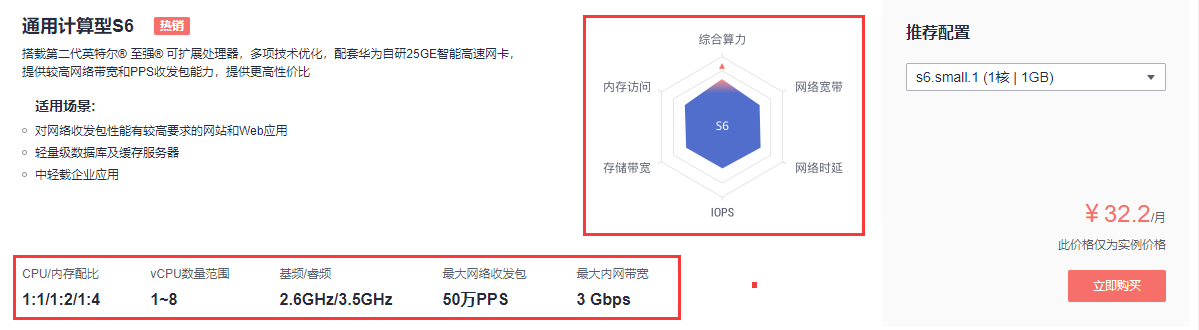 通用计算型S6 热销
搭载第二代英特尔® 至强® 可扩展处理器，多项技术优化，配套华为自研25GE智能高速网卡，
提供较高网络带宽和PPS收发包能力，提供更高性价比
适用场景：
对网络收发包性能有较高要求的网站和Web应用
轻量级数据库及缓存服务器
中轻载企业应用
综合算力
内存访问
网络宽带
S6
存储带宽
网络时延
IOPS
CPU/内存配比
1:1/1:2/1:4
vCPU数量范围
1~8
基频/睿频
2.6GHz/3.5GHz
最大网络收发包
50万PPS
最大内网带宽
3 Gbps
推荐配置
s6.small.1 (1核 | 1GB)
￥32.2/月
此价格仅为实例价格
立即购买